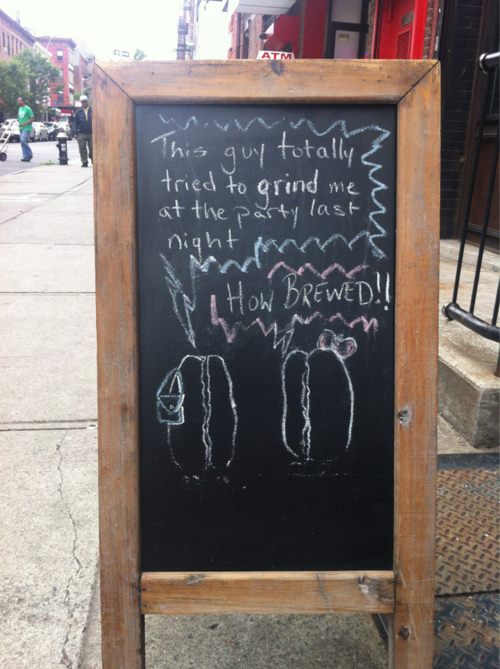 ATM
This guy totally
tried to grind me
at the party last
night
HOW BREWED!!